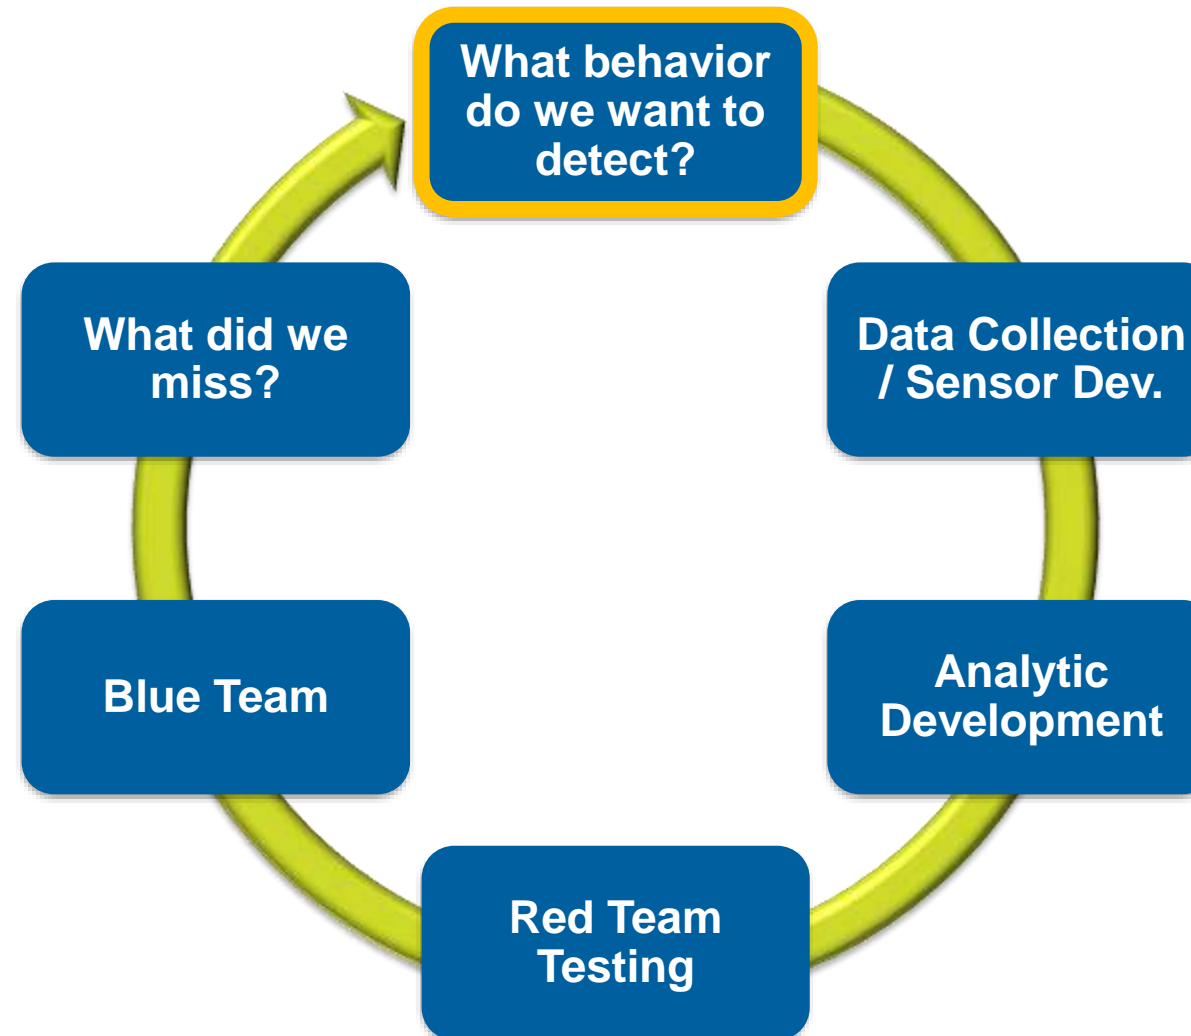 What behavior
do we want to
detect?
Data Collection
/ Sensor Dev.
Analytic
Development
Red Team
Testing
Blue Team
What did we
miss?